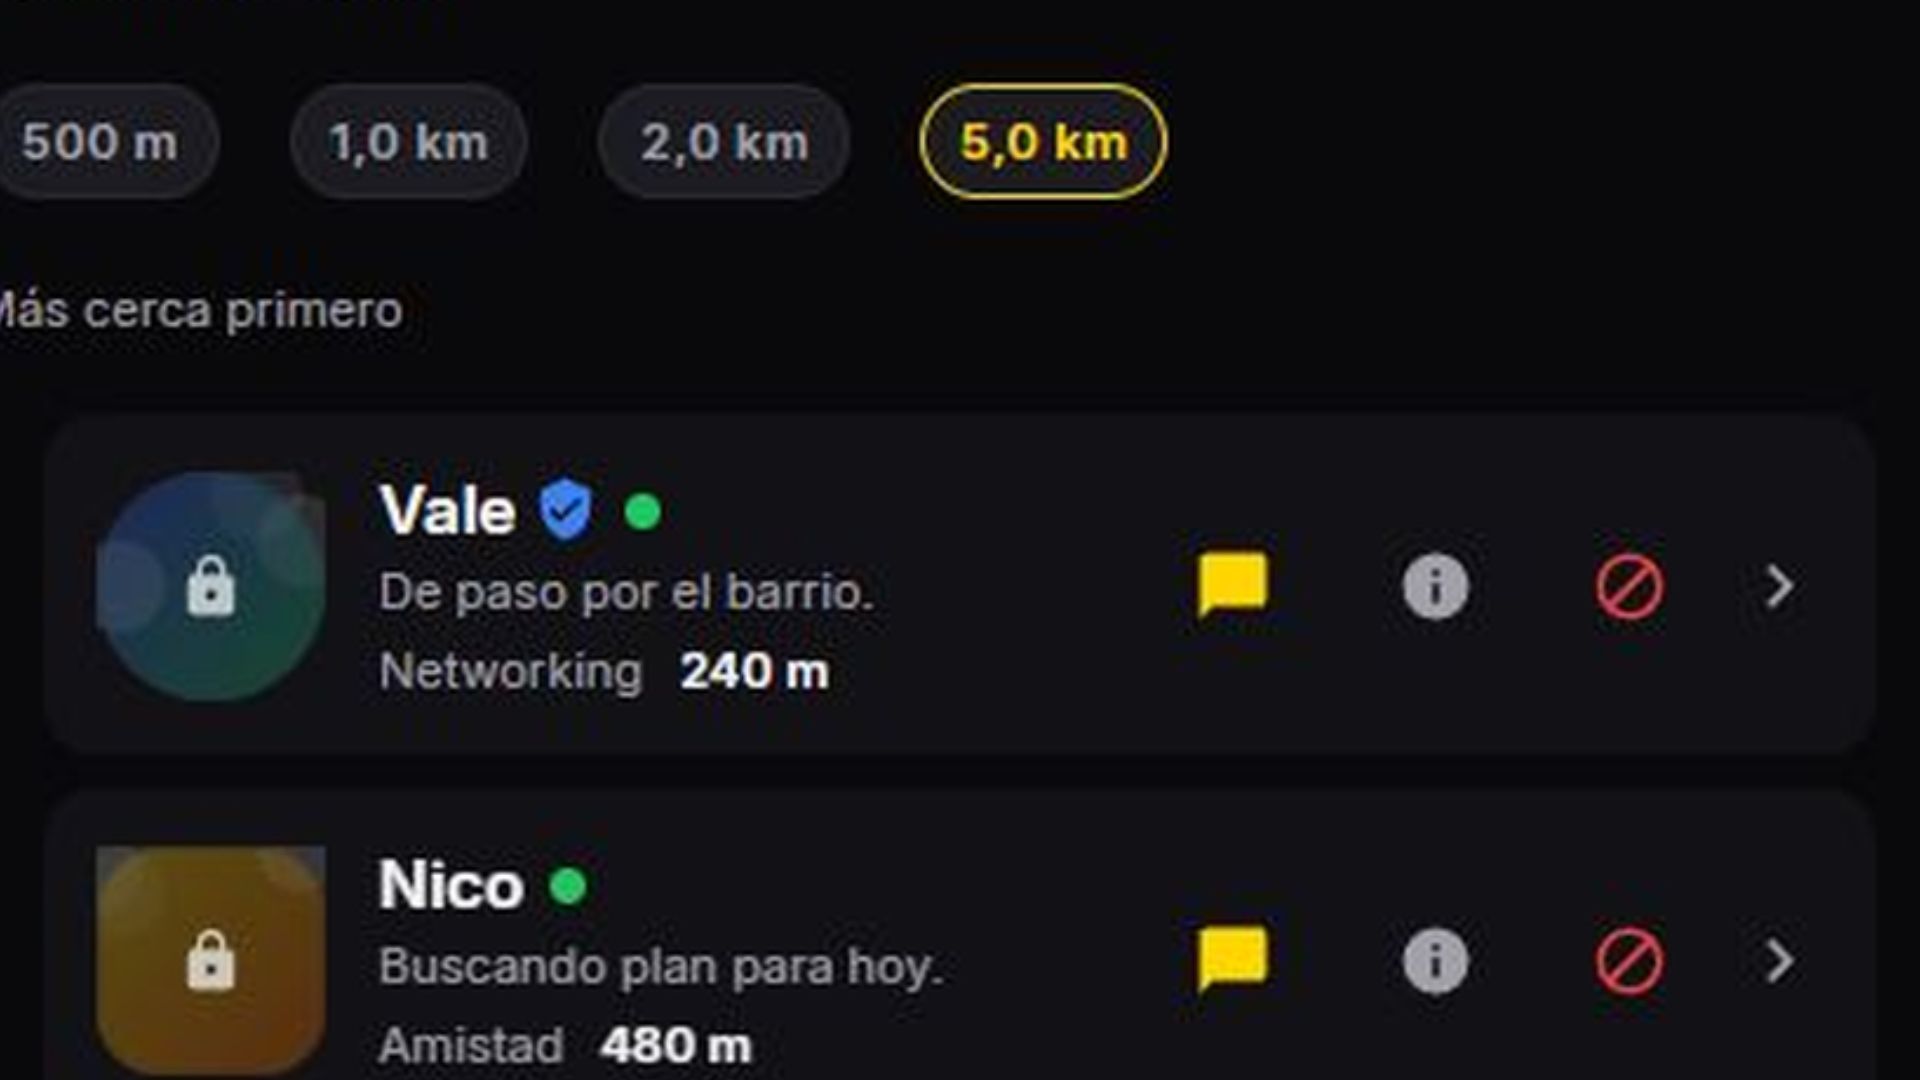 500 m 1,0 km 2,0 km 5,0 km
Más cerca primero
Vale
De paso por el barrio.
Networking 240 m
Nico
Buscando plan para hoy.
Amistad 480 m